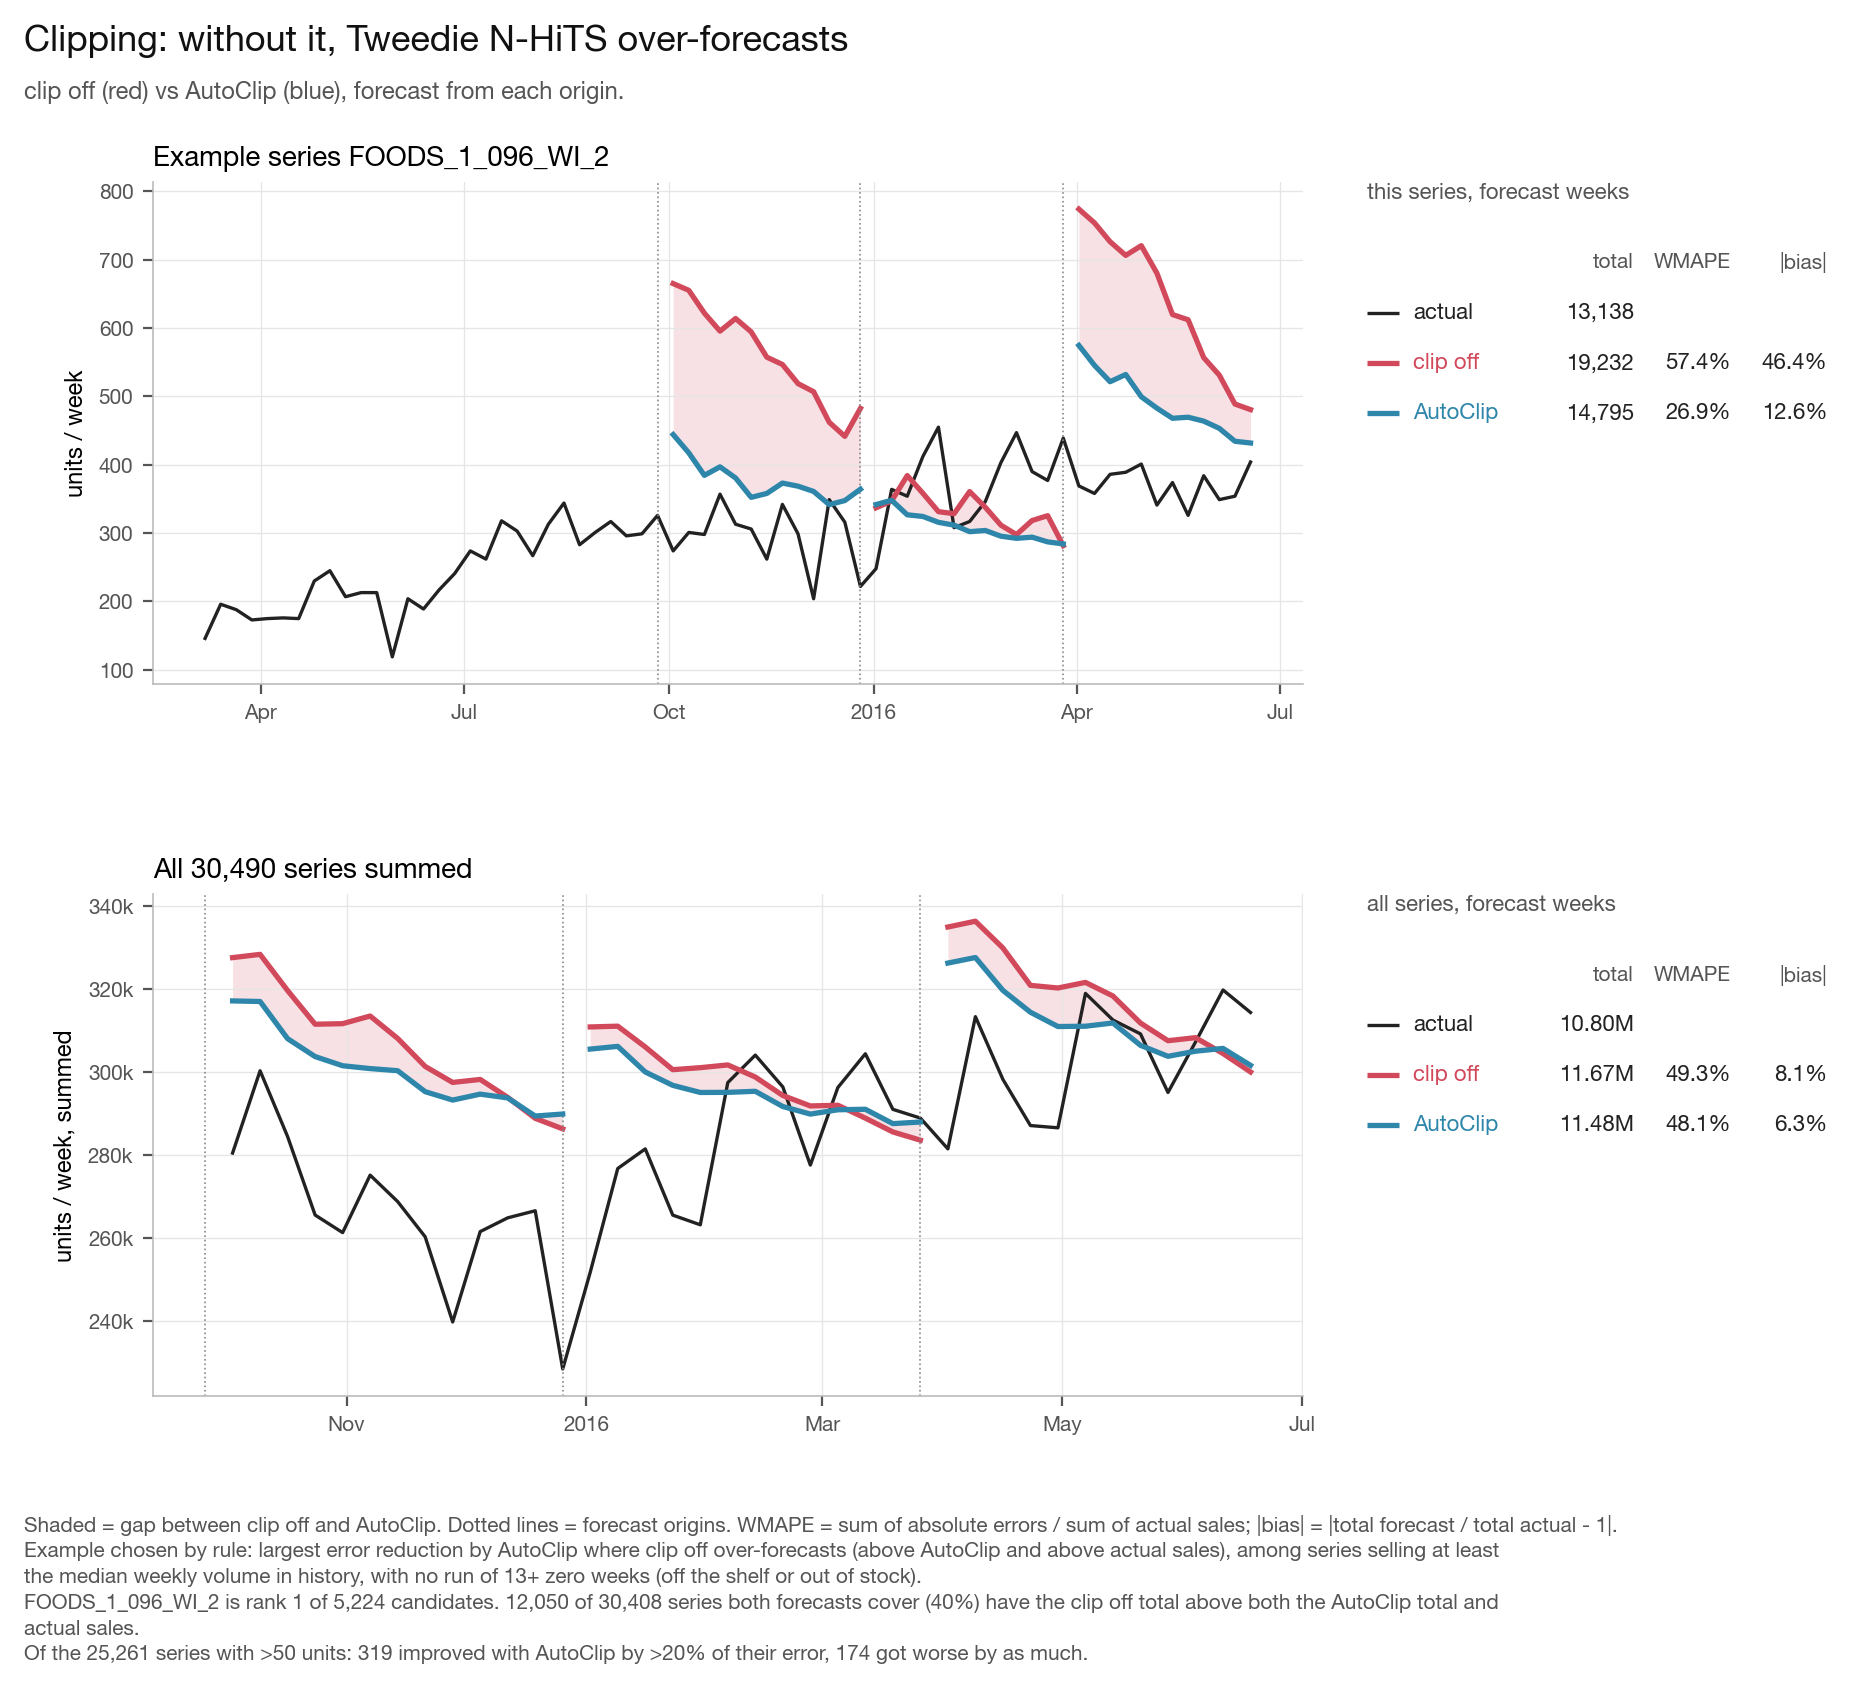 Clipping: without it, Tweedie N-HiTS over-forecasts
clip off (red) vs AutoClip (blue), forecast from each origin.
Example series FOODS_1_096_WI_2
units / week
800
700
600
500
400
300
200
100
Apr
Jul
Oct
2016
Apr
Jul
this series, forecast weeks
total WMAPE |bias|
actual 13,138
clip off 19,232 57.4% 46.4%
AutoClip 14,795 26.9% 12.6%
All 30,490 series summed
units / week, summed
340k
320k
300k
280k
260k
240k
Nov
2016
Mar
May
Jul
all series, forecast weeks
total WMAPE |bias|
actual 10.80M
clip off 11.67M 49.3% 8.1%
AutoClip 11.48M 48.1% 6.3%
Shaded = gap between clip off and AutoClip. Dotted lines = forecast origins. WMAPE = sum of absolute errors / sum of actual sales; |bias| = |total forecast / total actual - 1|.
Example chosen by rule: largest error reduction by AutoClip where clip off over-forecasts (above AutoClip and above actual sales), among series selling at least
the median weekly volume in history, with no run of 13+ zero weeks (off the shelf or out of stock).
FOODS_1_096_WI_2 is rank 1 of 5,224 candidates. 12,050 of 30,408 series both forecasts cover (40%) have the clip off total above both the AutoClip total and
actual sales.
Of the 25,261 series with >50 units: 319 improved with AutoClip by >20% of their error, 174 got worse by as much.